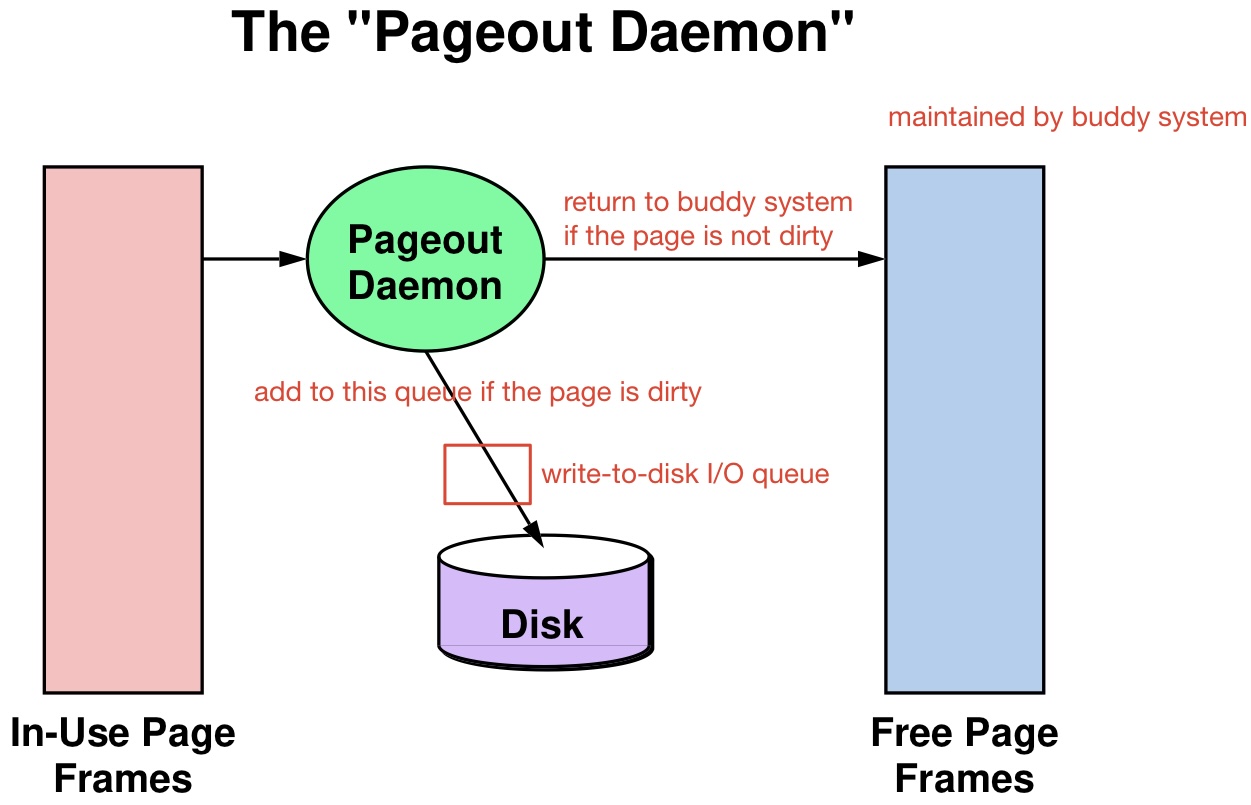 The "Pageout Daemon"
maintained by buddy system
return to buddy system
if the page is not dirty
Pageout
Daemon
add to this queue if the page is dirty
write-to-disk I/O queue
Disk
In-Use Page
Frames
Free Page
Frames